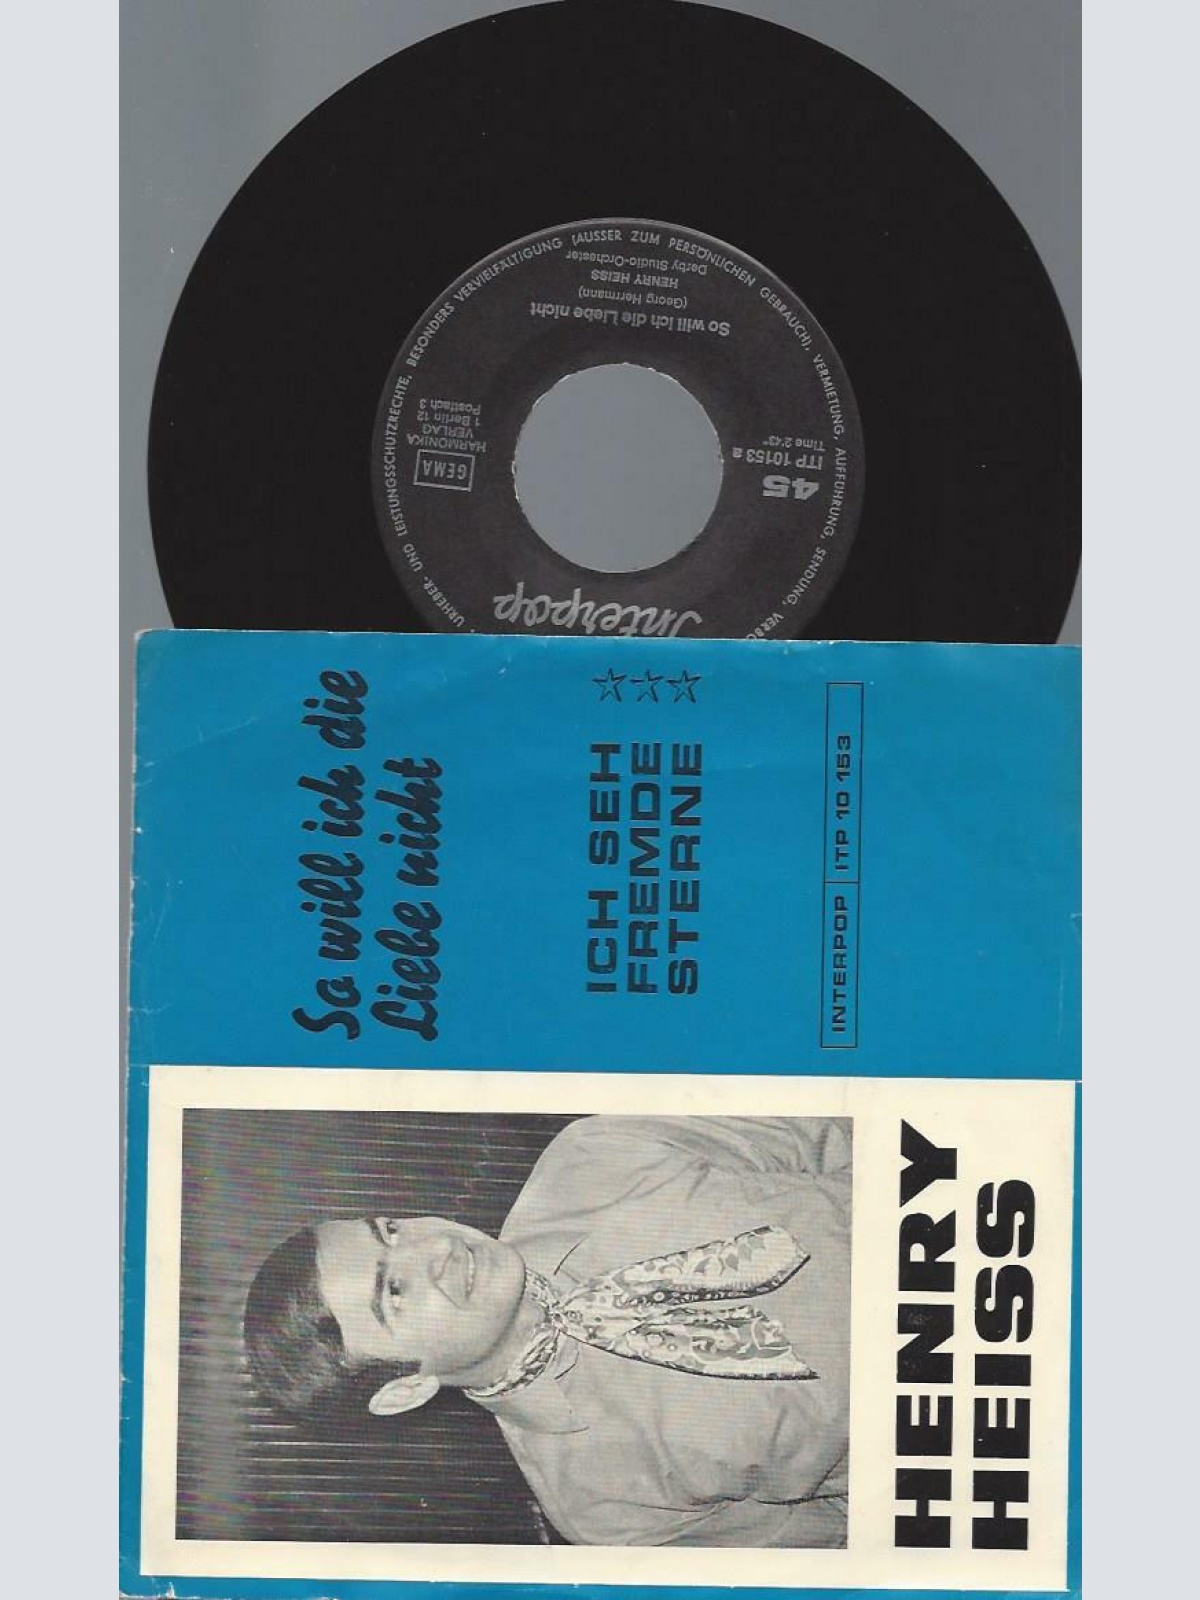 So will ich die Liebe nicht
(Georg Herrmann)
HENRY HEISS
Derby Studio-Orchester
45
ITP 10153 a
Time 2'43"
GEMA
HARMONIKA
VERLAG
1 Berlin 12
Postfach 3
Interpop
URHEBER- UND LEISTUNGSSCHUTZRECHTE, BESONDERS VERVIELFÄLTIGUNG (AUSSER ZUM PERSÖNLICHEN GEBRAUCH), VERMIETUNG, AUFFÜHRUNG, SENDUNG,
So will ich die
Liebe nicht
ICH SEH
FREMDE
STERNE
INTERPOP ITP 10 153
HENRY
HEISS